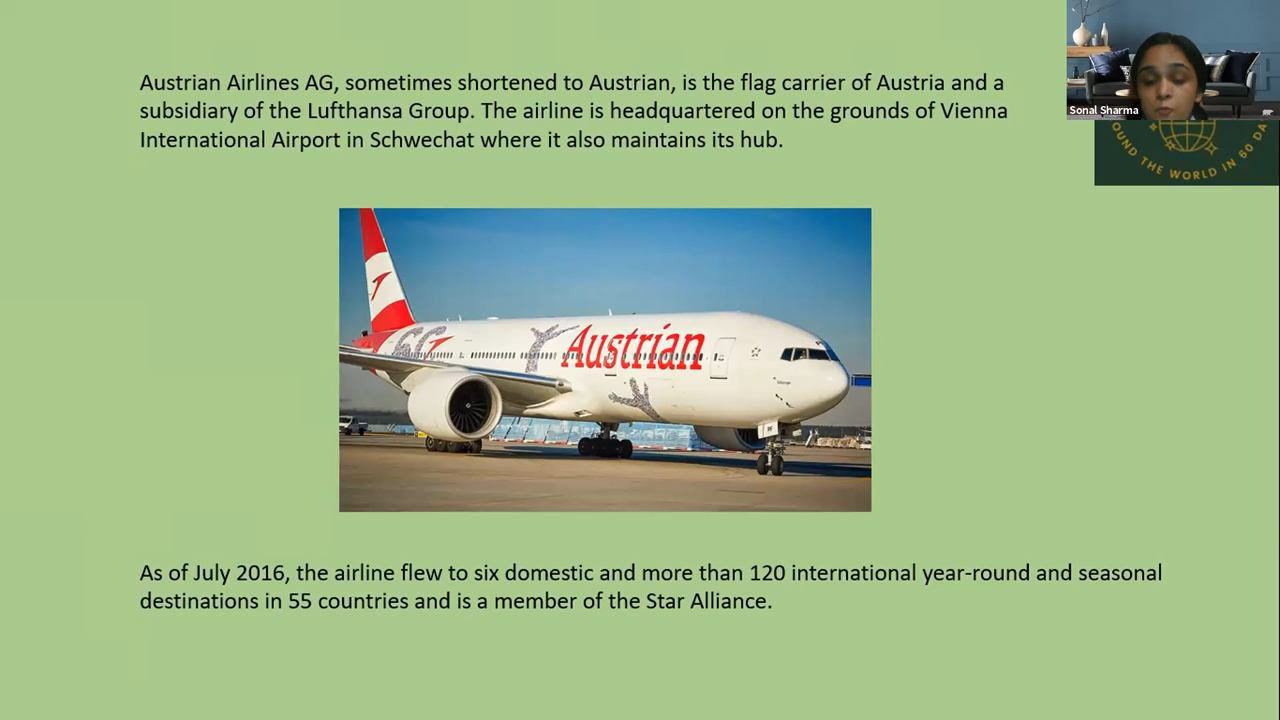 Austrian Airlines AG, sometimes shortened to Austrian, is the flag carrier of Austria and a
subsidiary of the Lufthansa Group. The airline is headquartered on the grounds of Vienna
International Airport in Schwechat where it also maintains its hub.
Sonal Sharma
OUND THE WORLD IN 60 DA
Austrian
As of July 2016, the airline flew to six domestic and more than 120 international year-round and seasonal
destinations in 55 countries and is a member of the Star Alliance.